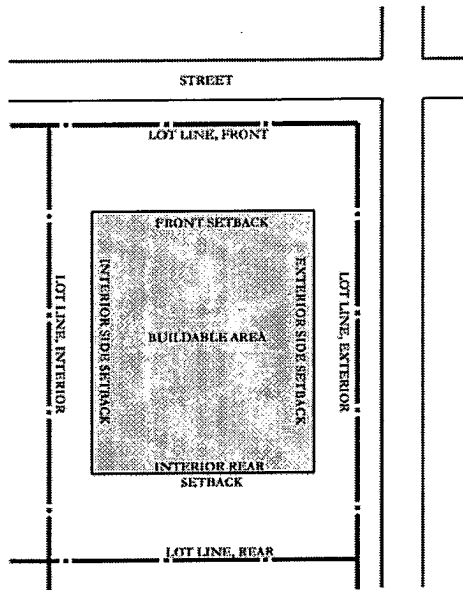 STREET
LOT LINE, FRONT
FRONT SETBACK
LOT LINE, INTERIOR
INTERIOR SIDE SETBACK
BUILDABLE AREA
EXTERIOR SIDE SETBACK
LOT LINE, EXTERIOR
INTERIOR REAR
SETBACK
LOT LINE, REAR